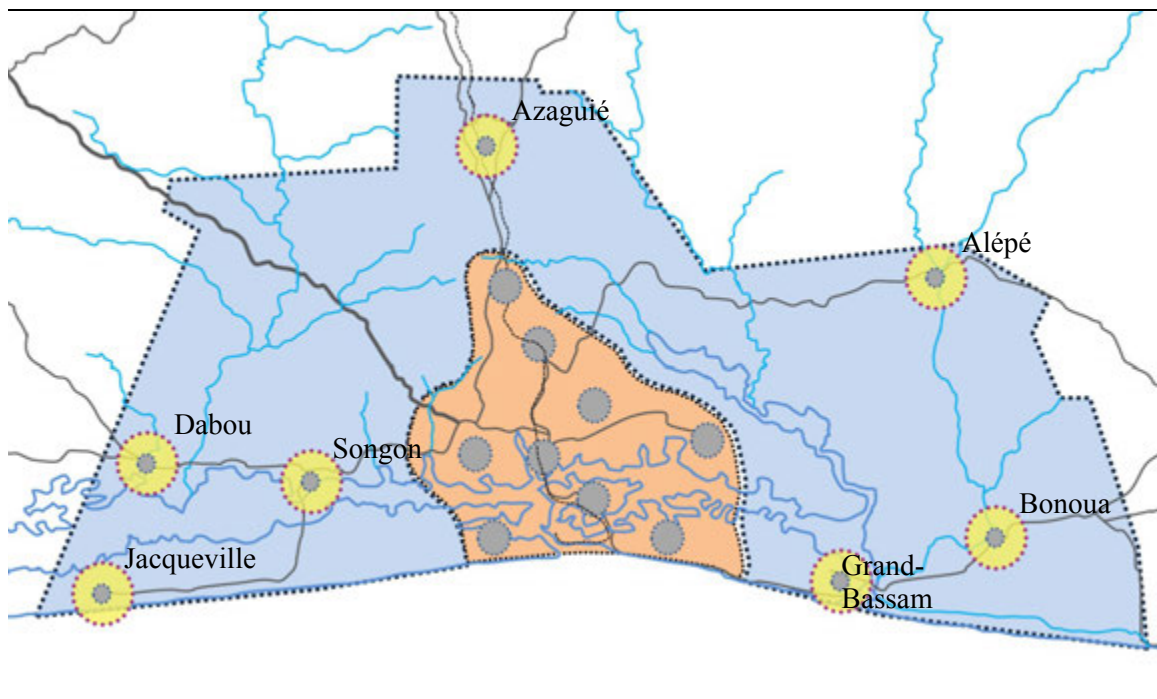 Azaguié
Alépé
Dabou
Songon
Bonoua
Jacqueville
Grand-
Bassam